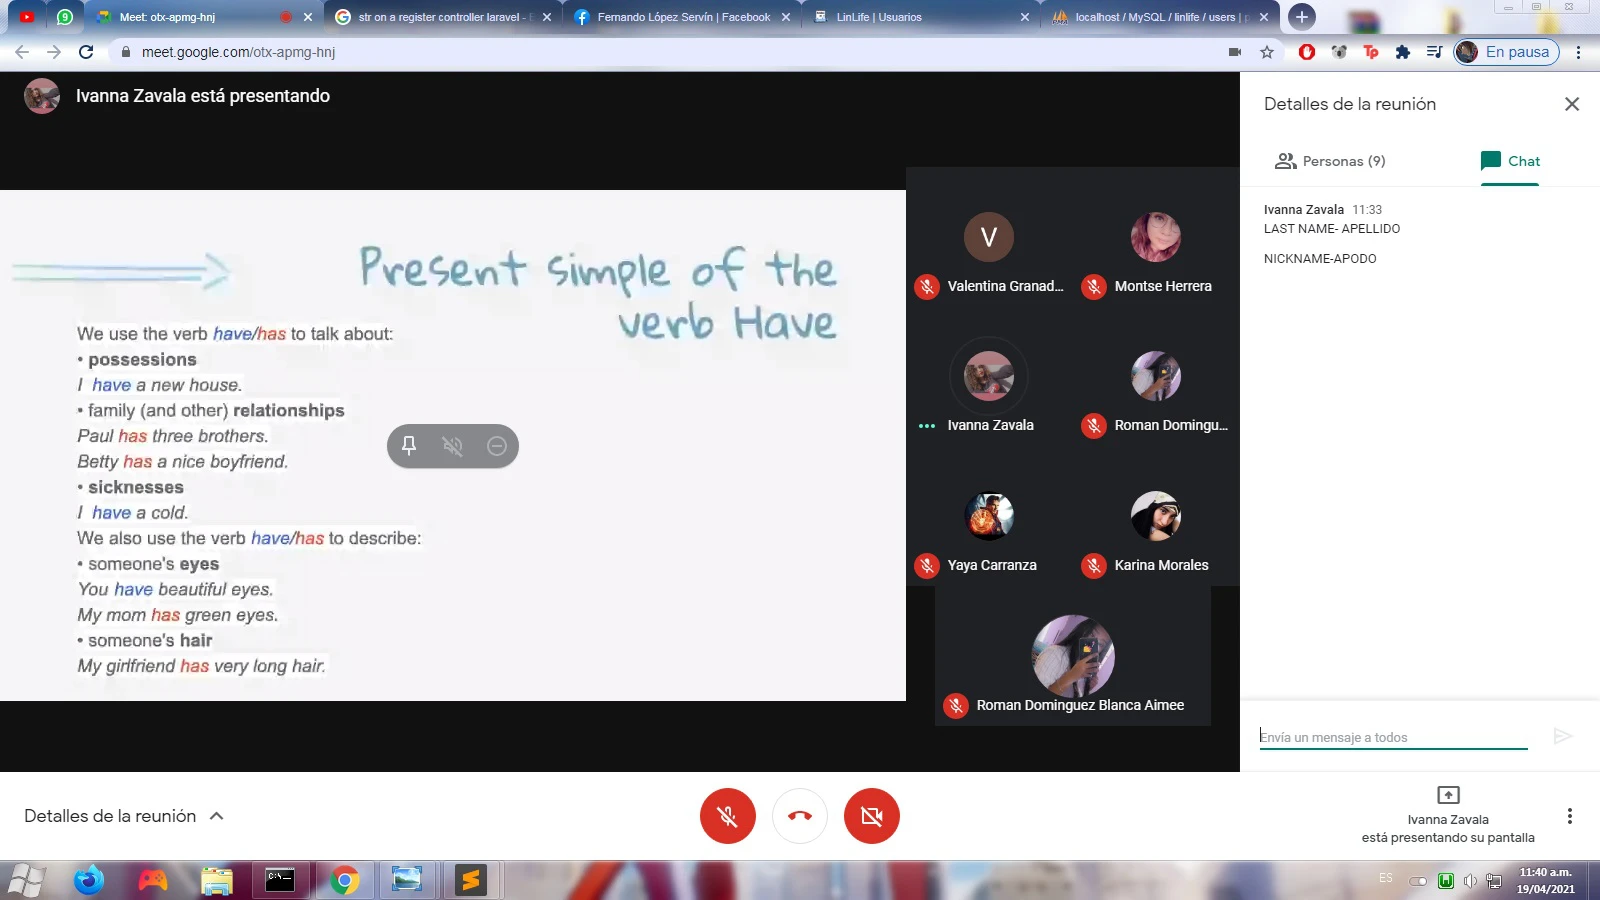 Meet: otx-apmg-hnj
str on a register controller laravel -
Fernando López Servín | Facebook
LinLife | Usuarios
localhost / MySQL / linlife / users |
meet.google.com/otx-apmg-hnj
En pausa
Ivanna Zavala está presentando
Present simple of the
verb Have
We use the verb have/has to talk about:
• possessions
I have a new house.
• family (and other) relationships
Paul has three brothers.
Betty has a nice boyfriend.
• sicknesses
I have a cold.
We also use the verb have/has to describe:
• someone's eyes
You have beautiful eyes.
My mom has green eyes.
• someone's hair
My girlfriend has very long hair.
V
Valentina Granad...
Montse Herrera
Ivanna Zavala
Roman Domingu...
Yaya Carranza
Karina Morales
Roman Dominguez Blanca Aimee
Detalles de la reunión
Personas (9)
Chat
Ivanna Zavala 11:33
LAST NAME- APELLIDO
NICKNAME-APODO
Envía un mensaje a todos
Detalles de la reunión
Ivanna Zavala
está presentando su pantalla
ES
11:40 a.m.
19/04/2021